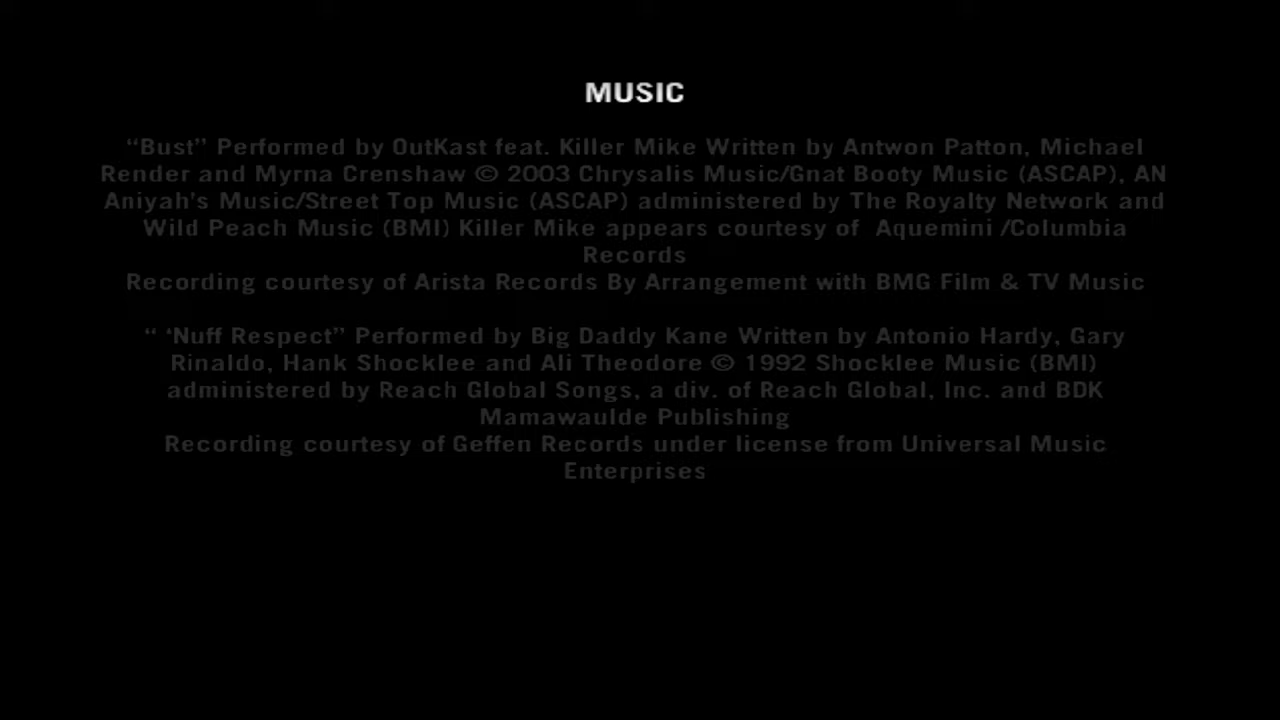 MUSIC
“Bust” Performed by OutKast feat. Killer Mike Written by Antwon Patton, Michael
Render and Myrna Crenshaw © 2003 Chrysalis Music/Gnat Booty Music (ASCAP), AN
Aniyah’s Music/Street Top Music (ASCAP) administered by The Royalty Network and
Wild Peach Music (BMI) Killer Mike appears courtesy of Aquemini /Columbia
Records
Recording courtesy of Arista Records By Arrangement with BMG Film & TV Music
“ ‘Nuff Respect” Performed by Big Daddy Kane Written by Antonio Hardy, Gary
Rinaldo, Hank Shocklee and Ali Theodore © 1992 Shocklee Music (BMI)
administered by Reach Global Songs, a div. of Reach Global, Inc. and BDK
Mamawaulde Publishing
Recording courtesy of Geffen Records under license from Universal Music
Enterprises